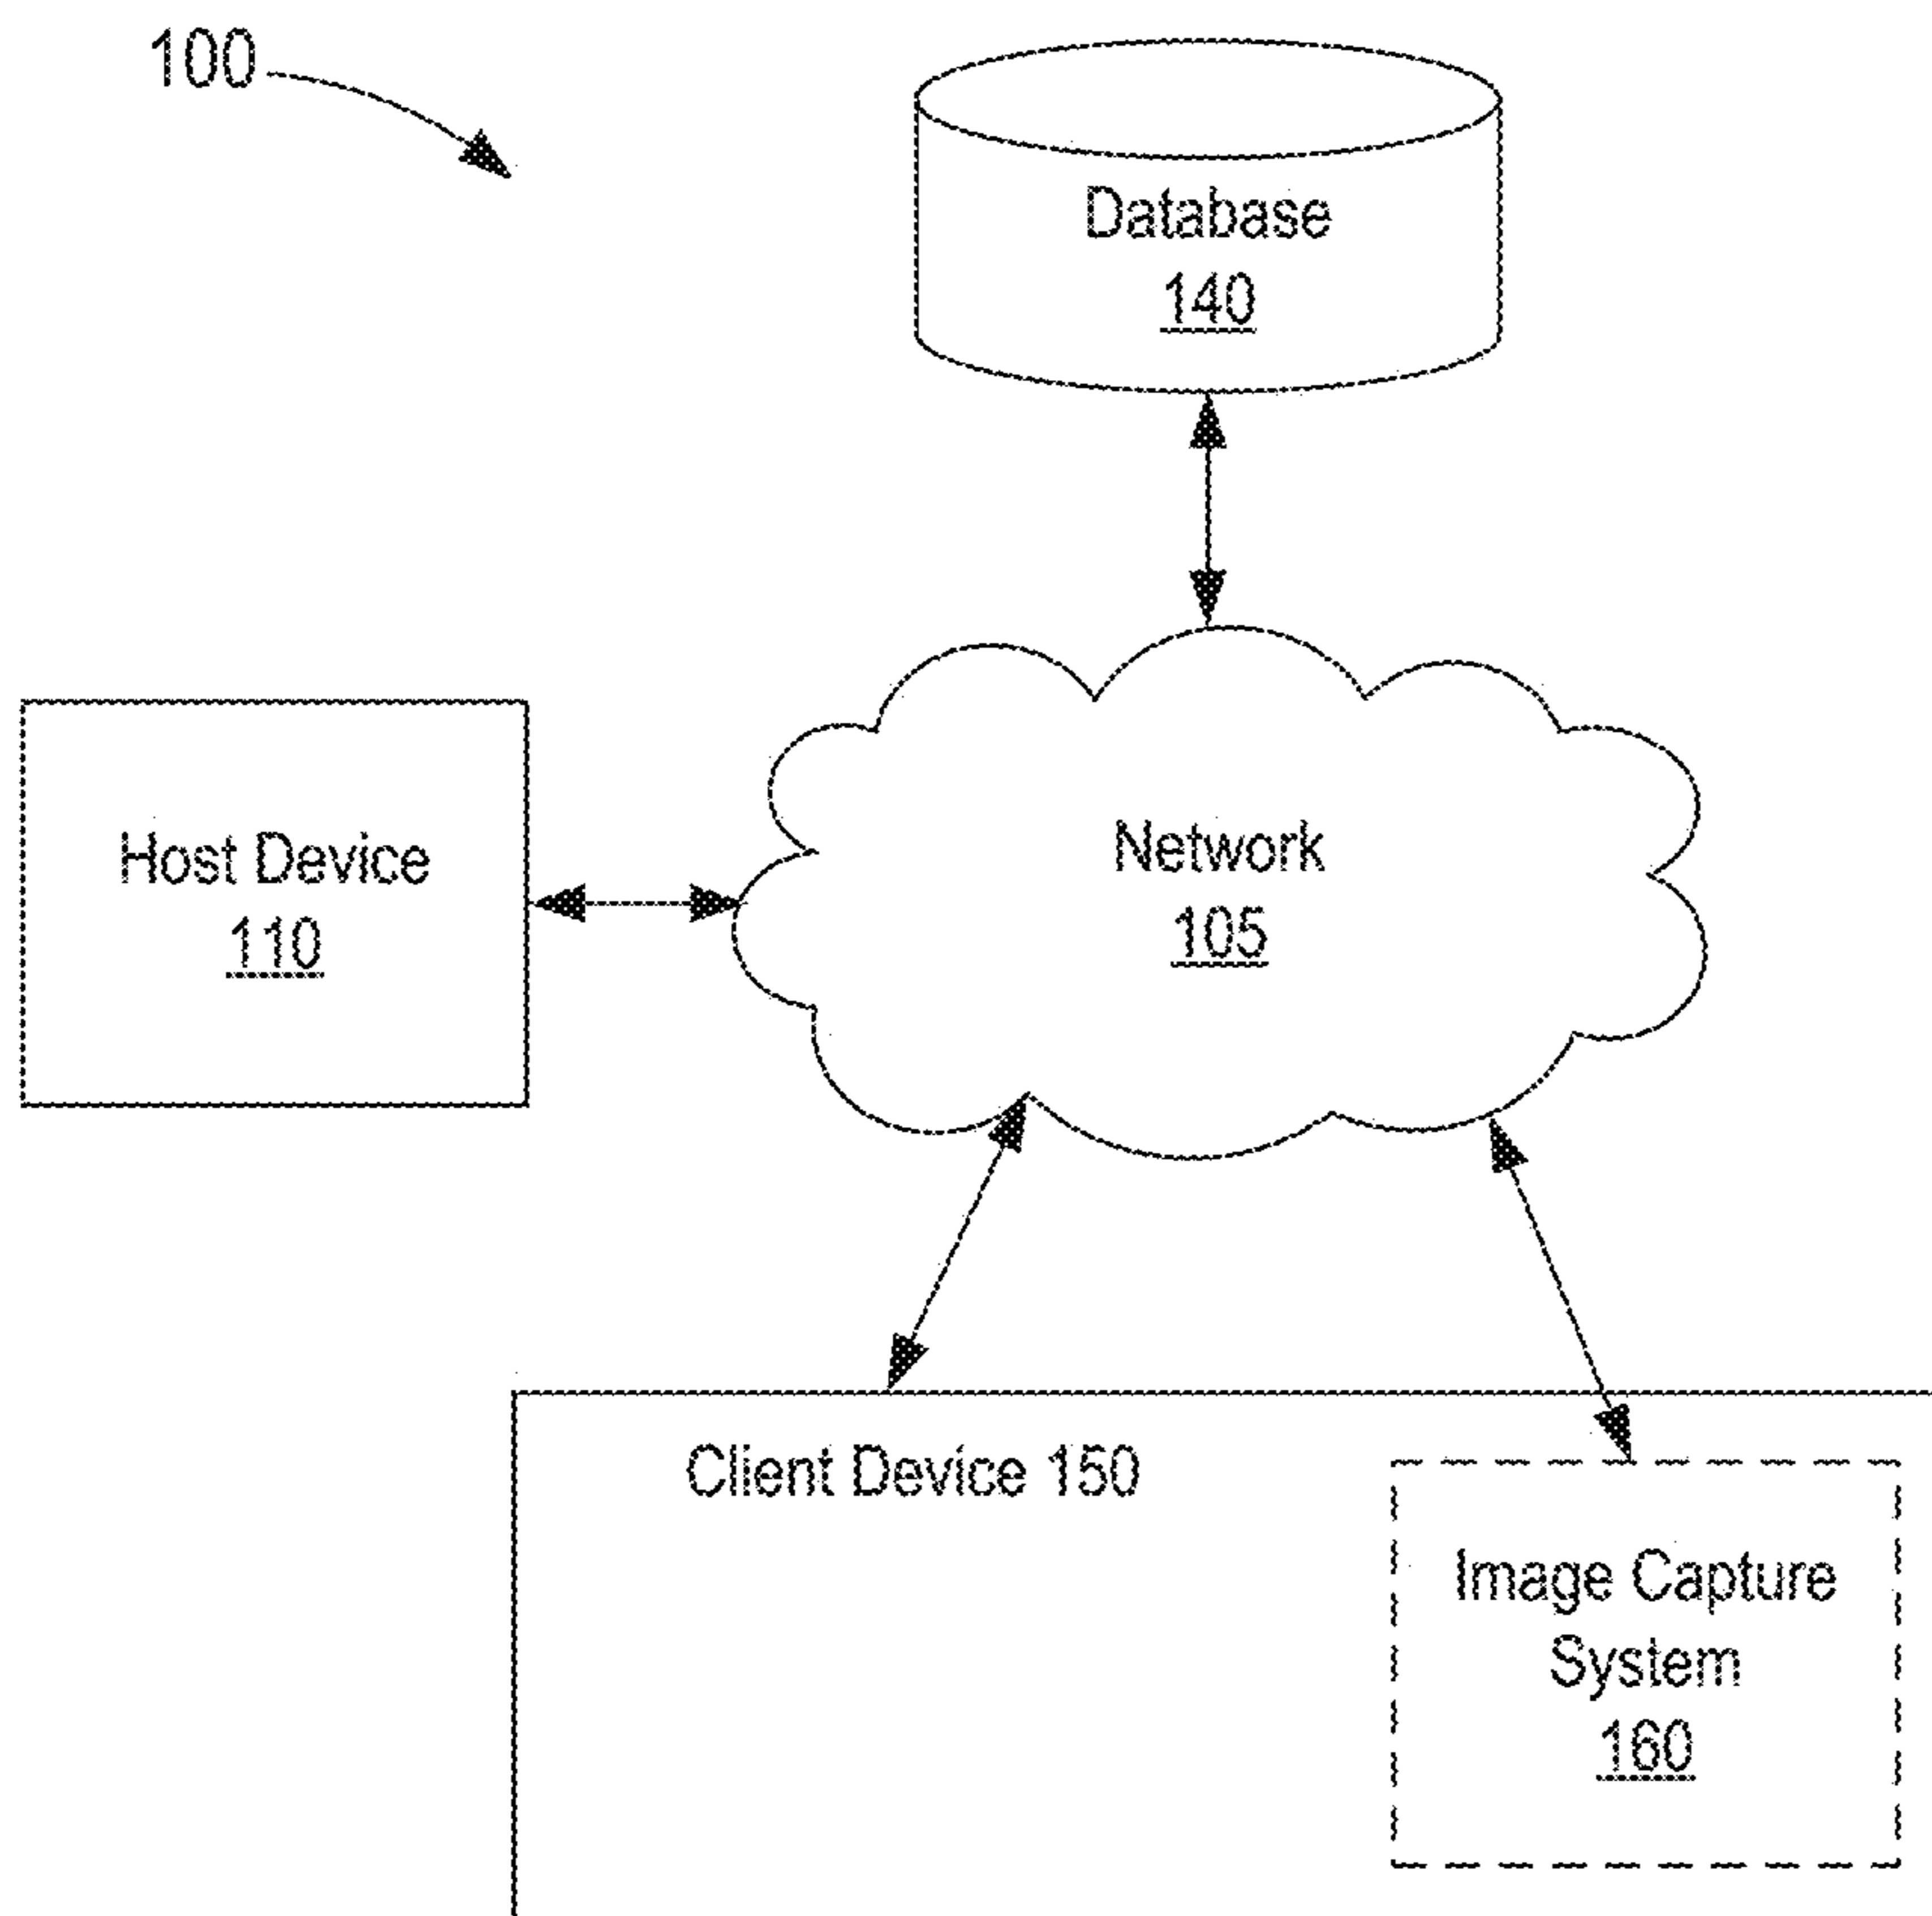 100
Database
140
Host Device
110
Network
105
Client Device 150
Image Capture
System
160